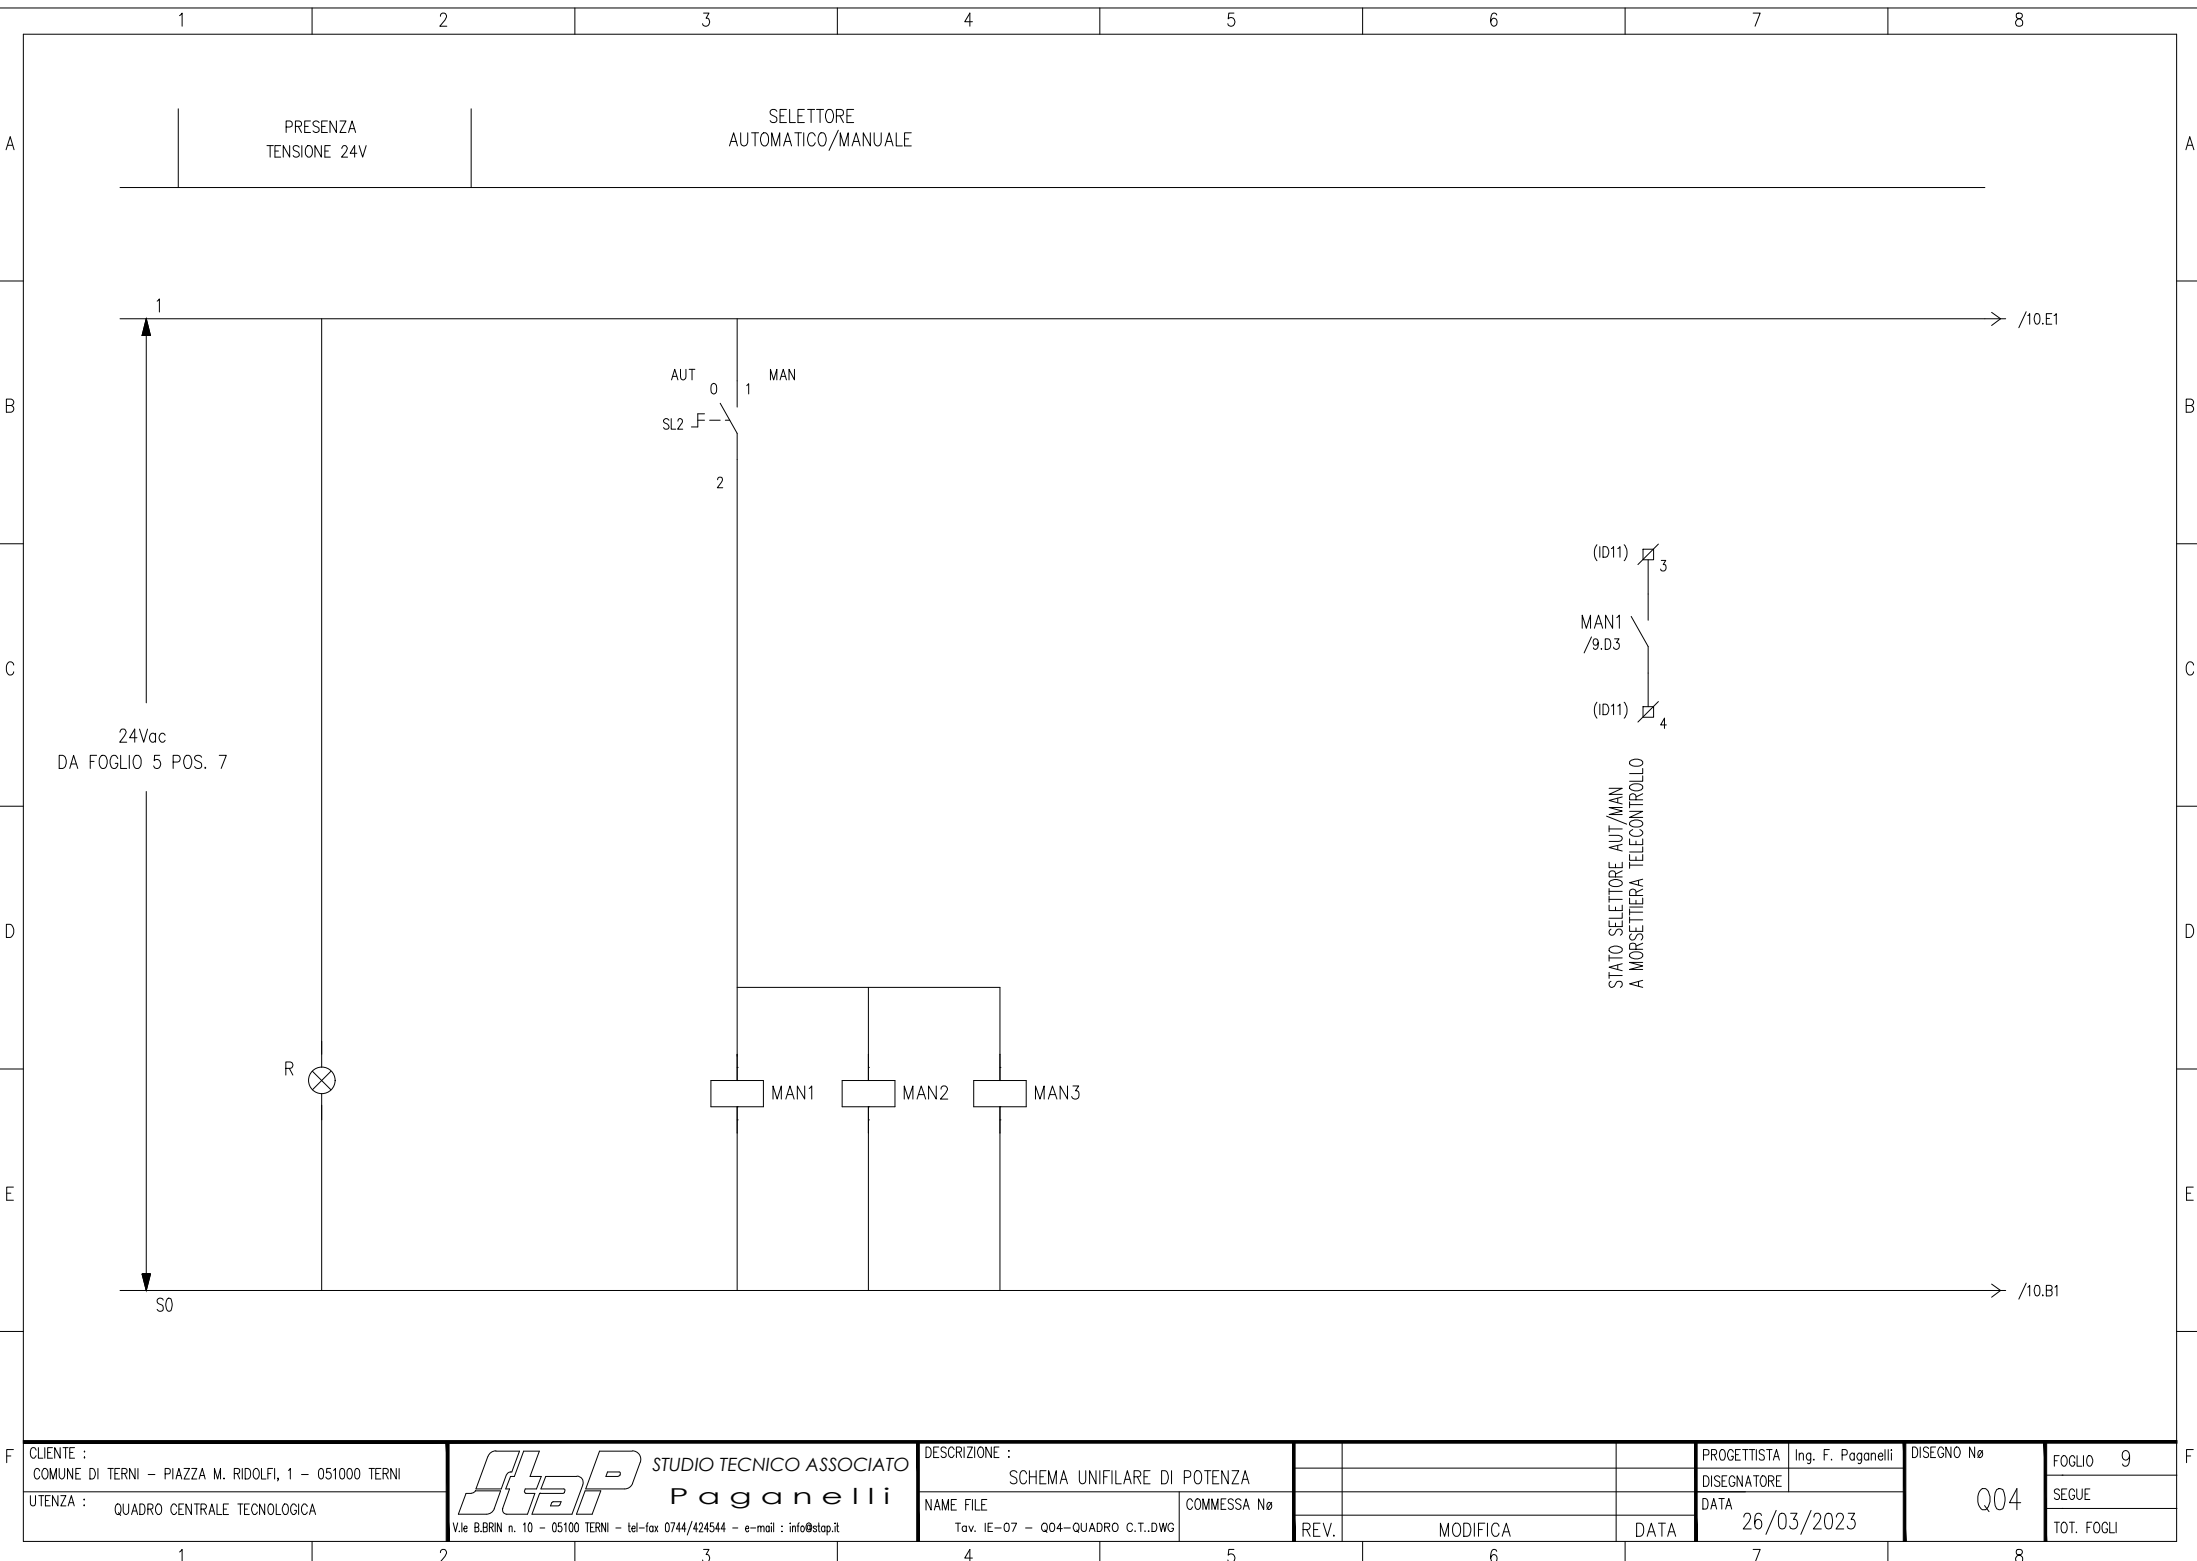 1 2 3 4 5 6 7 8
A A
PRESENZA
TENSIONE 24V
SELETTORE
AUTOMATICO/MANUALE
1
/10.E1
B B
AUT 0 1 MAN
SL2
2
(ID11) 3
MAN1
/9.D3
(ID11) 4
C C
24Vac
DA FOGLIO 5 POS. 7
STATO SELETTORE AUT/MAN
A MORSETTIERA TELECONTROLLO
D D
R
MAN1 MAN2 MAN3
E E
S0
/10.B1
F F
CLIENTE :
COMUNE DI TERNI – PIAZZA M. RIDOLFI, 1 – 051000 TERNI
UTENZA :
QUADRO CENTRALE TECNOLOGICA
StaP
STUDIO TECNICO ASSOCIATO
Paganelli
V.le B.BRIN n. 10 – 05100 TERNI – tel–fax 0744/424544 – e–mail : info@stap.it
DESCRIZIONE :
SCHEMA UNIFILARE DI POTENZA
NAME FILE
Tav. IE–07 – Q04–QUADRO C.T..DWG
COMMESSA Nø
REV. MODIFICA DATA
PROGETTISTA Ing. F. Paganelli
DISEGNATORE
DATA
26/03/2023
DISEGNO Nø
Q04
FOGLIO 9
SEGUE
TOT. FOGLI
1 2 3 4 5 6 7 8